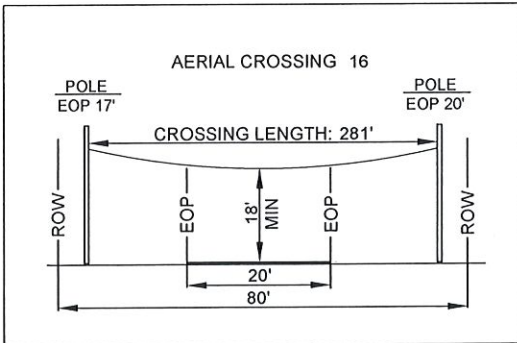 AERIAL CROSSING 16
POLE
EOP 17'
POLE
EOP 20'
CROSSING LENGTH: 281'
ROW
EOP
18'
MIN
EOP
ROW
20'
80'